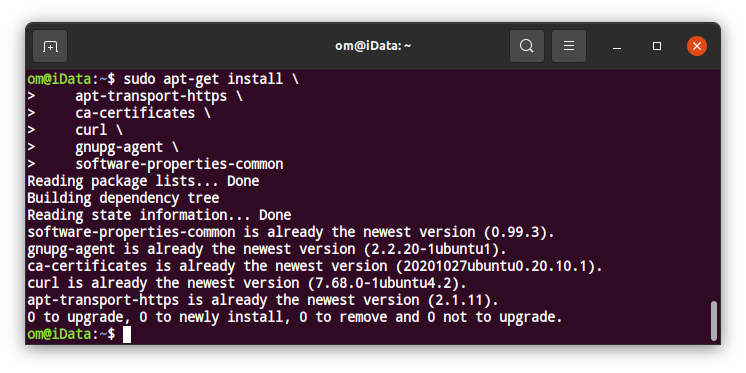 om@iData: ~
om@iData:~$ sudo apt-get install \
>     apt-transport-https \
>     ca-certificates \
>     curl \
>     gnupg-agent \
>     software-properties-common
Reading package lists... Done
Building dependency tree
Reading state information... Done
software-properties-common is already the newest version (0.99.3).
gnupg-agent is already the newest version (2.2.20-1ubuntu1).
ca-certificates is already the newest version (20201027ubuntu0.20.10.1).
curl is already the newest version (7.68.0-1ubuntu4.2).
apt-transport-https is already the newest version (2.1.11).
0 to upgrade, 0 to newly install, 0 to remove and 0 not to upgrade.
om@iData:~$